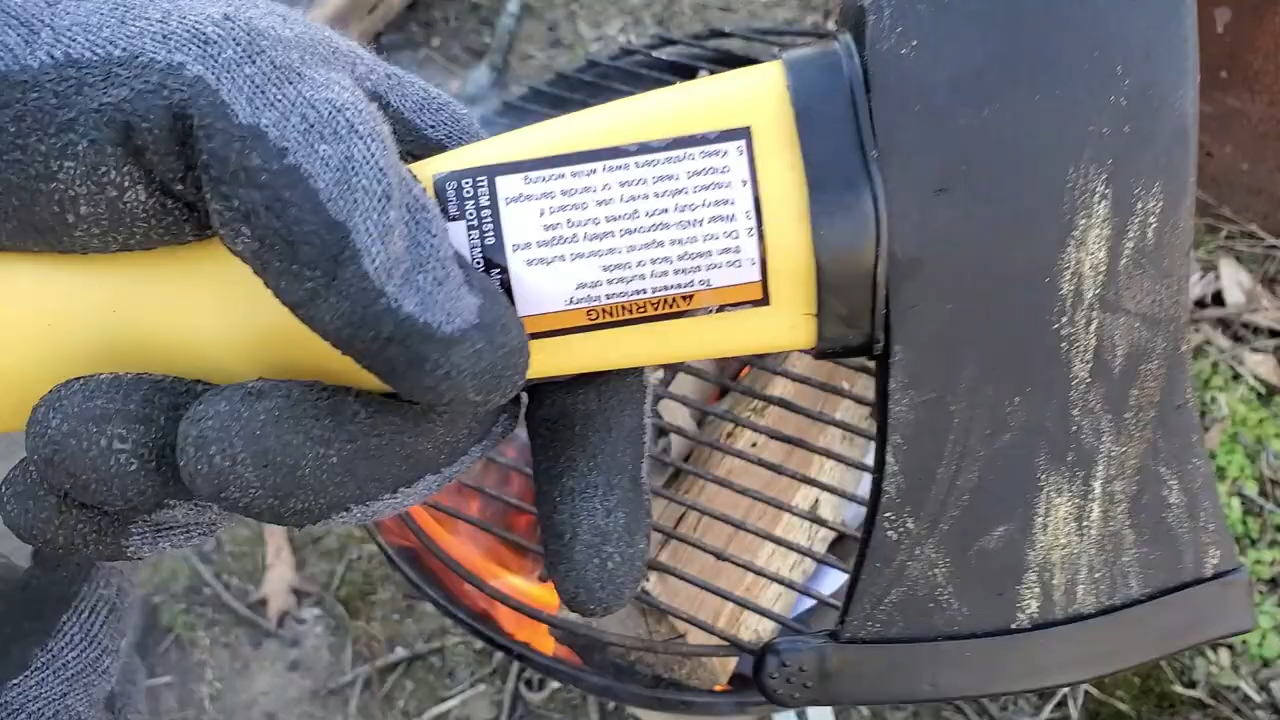 ⚠WARNING
To prevent serious injury:
1. Do not strike any surface other
than sledge face or blade.
2. Do not strike against hardened surface.
3. Wear ANSI-approved safety goggles and
heavy-duty work gloves during use.
4. Inspect before every use; discard if
chipped, head loose, or handle damaged.
5. Keep bystanders away while working.
ITEM 61510
DO NOT REMO
Serial: